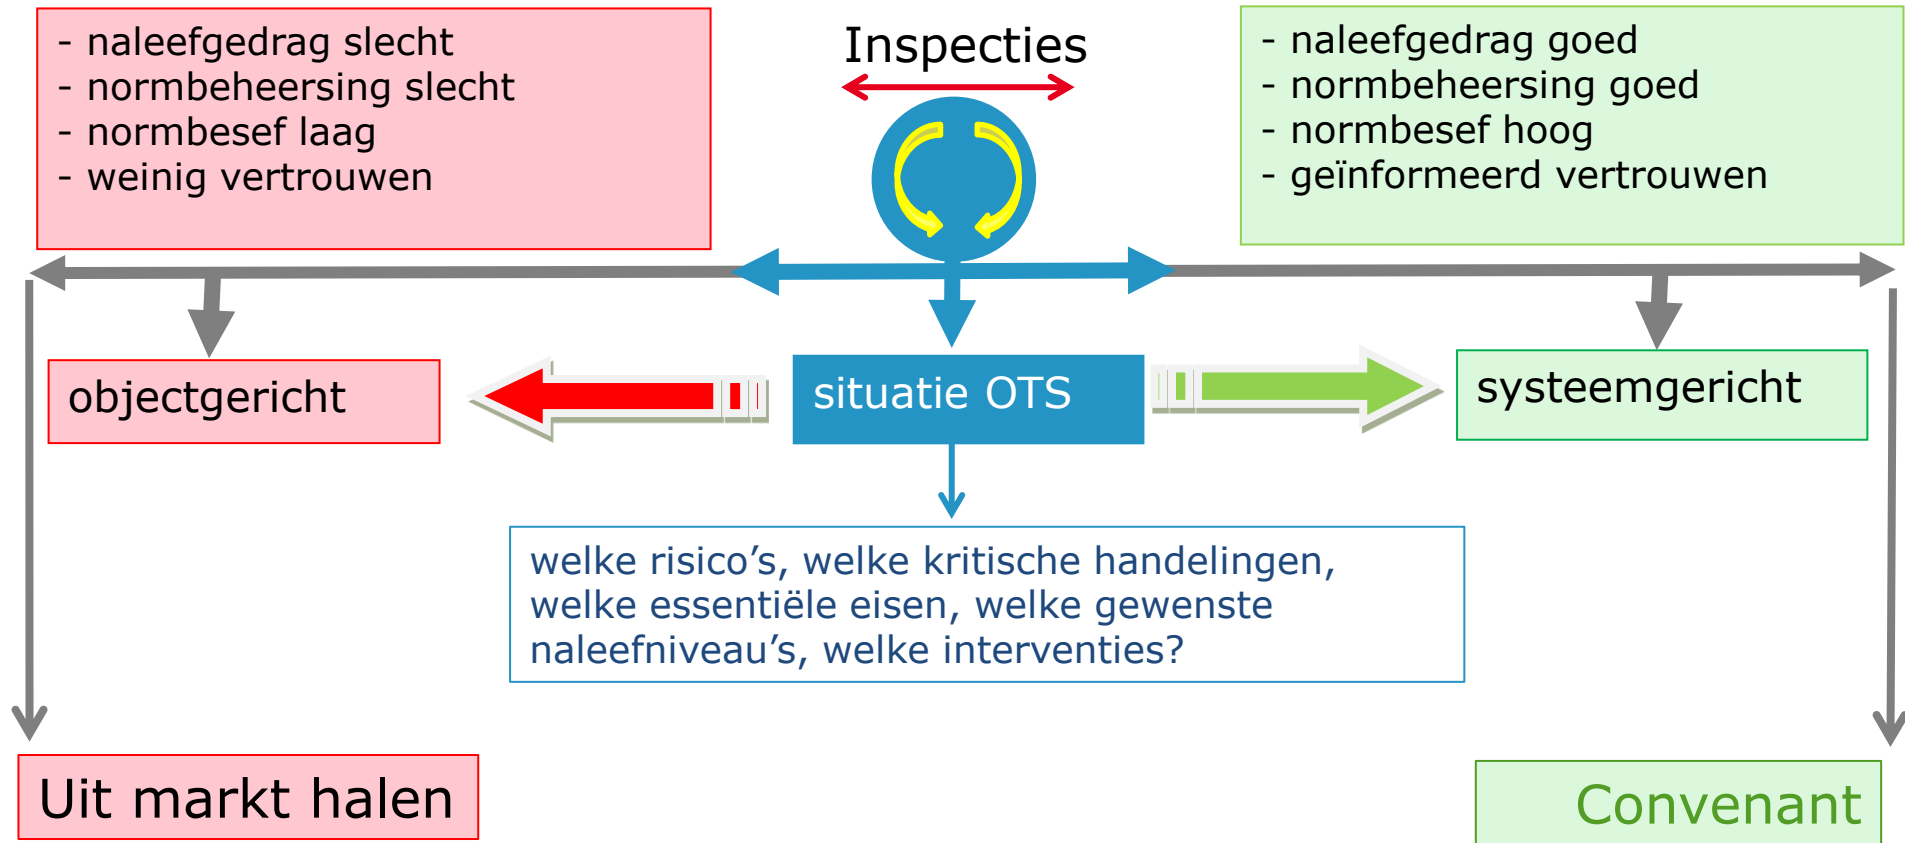 - naleefgedrag slecht
- normbeheersing slecht
- normbesef laag
- weinig vertrouwen
Inspecties
- naleefgedrag goed
- normbeheersing goed
- normbesef hoog
- geïnformeerd vertrouwen
objectgericht
situatie OTS
systeemgericht
welke risico’s, welke kritische handelingen,
welke essentiële eisen, welke gewenste
naleefniveau’s, welke interventies?
Uit markt halen
Convenant